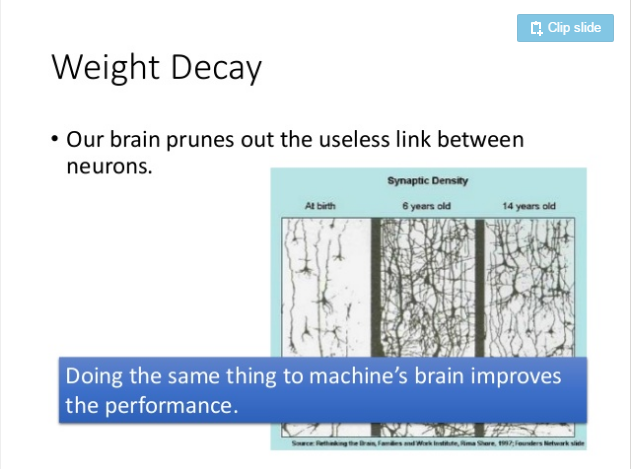 Clip slide
Weight Decay
• Our brain prunes out the useless link between
neurons.
Synaptic Density
At birth 6 years old 14 years old
Doing the same thing to machine's brain improves
the performance.
Source: Rethinking the Brain, Families and Work Institute, Rima Shore, 1997; Founders Network slide